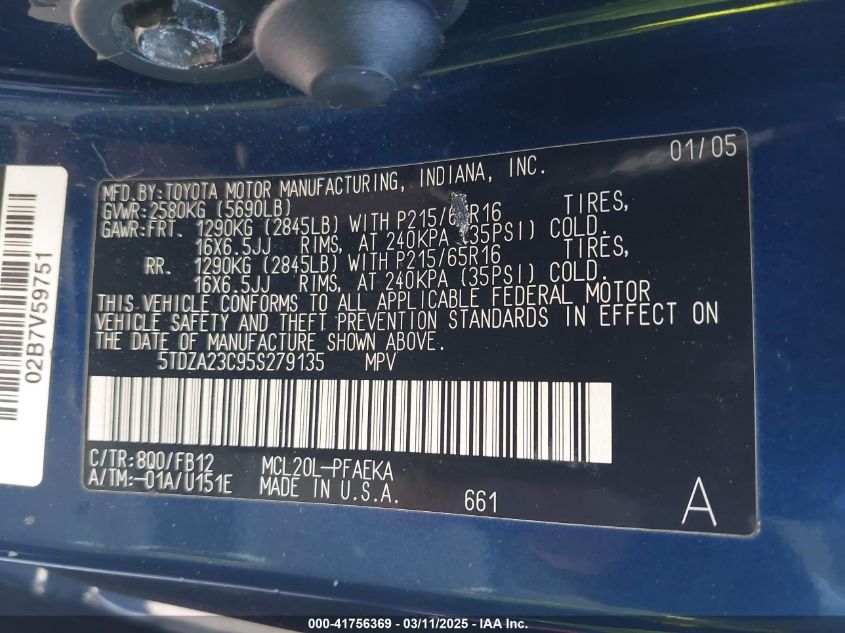 01/05
MFD. BY: TOYOTA MOTOR MANUFACTURING, INDIANA, INC.
GVWR: 2580KG (5690LB)
GAWR: FRT. 1290KG (2845LB) WITH P215/65R16 TIRES,
16X6.5JJ RIMS, AT 240KPA (35PSI) COLD.
RR. 1290KG (2845LB) WITH P215/65R16 TIRES,
16X6.5JJ RIMS, AT 240KPA (35PSI) COLD.
THIS VEHICLE CONFORMS TO ALL APPLICABLE FEDERAL MOTOR
VEHICLE SAFETY AND THEFT PREVENTION STANDARDS IN EFFECT ON
THE DATE OF MANUFACTURE SHOWN ABOVE.
5TDZA23C95S279135 MPV
C/TR: 8Q0/FB12 MCL20L-PFAEKA
A/TM: -01A/U151E MADE IN U.S.A. 661 A
02B7V59751
000-41756369 - 03/11/2025 - IAA Inc.